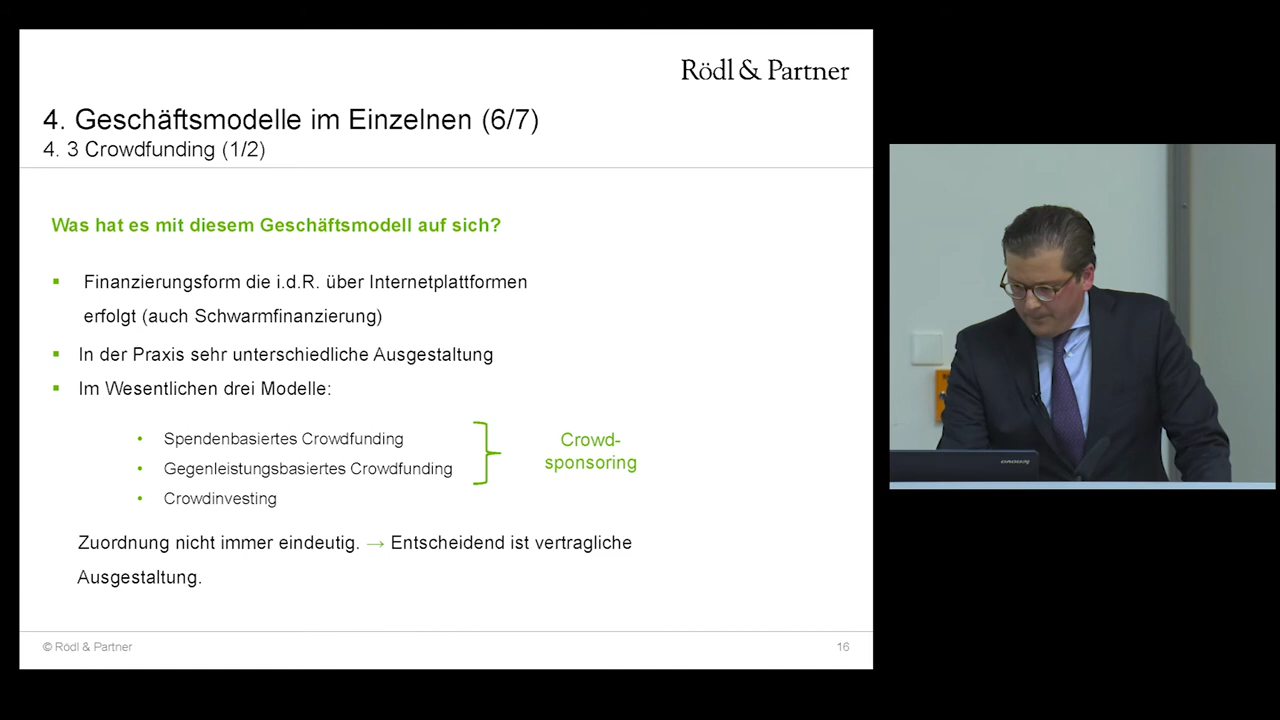 Rödl & Partner
4. Geschäftsmodelle im Einzelnen (6/7)
4. 3 Crowdfunding (1/2)
Was hat es mit diesem Geschäftsmodell auf sich?
▪ Finanzierungsform die i.d.R. über Internetplattformen
erfolgt (auch Schwarmfinanzierung)
▪ In der Praxis sehr unterschiedliche Ausgestaltung
▪ Im Wesentlichen drei Modelle:
• Spendenbasiertes Crowdfunding
• Gegenleistungsbasiertes Crowdfunding
• Crowdinvesting
Crowd-
sponsoring
Zuordnung nicht immer eindeutig. → Entscheidend ist vertragliche
Ausgestaltung.
© Rödl & Partner
16